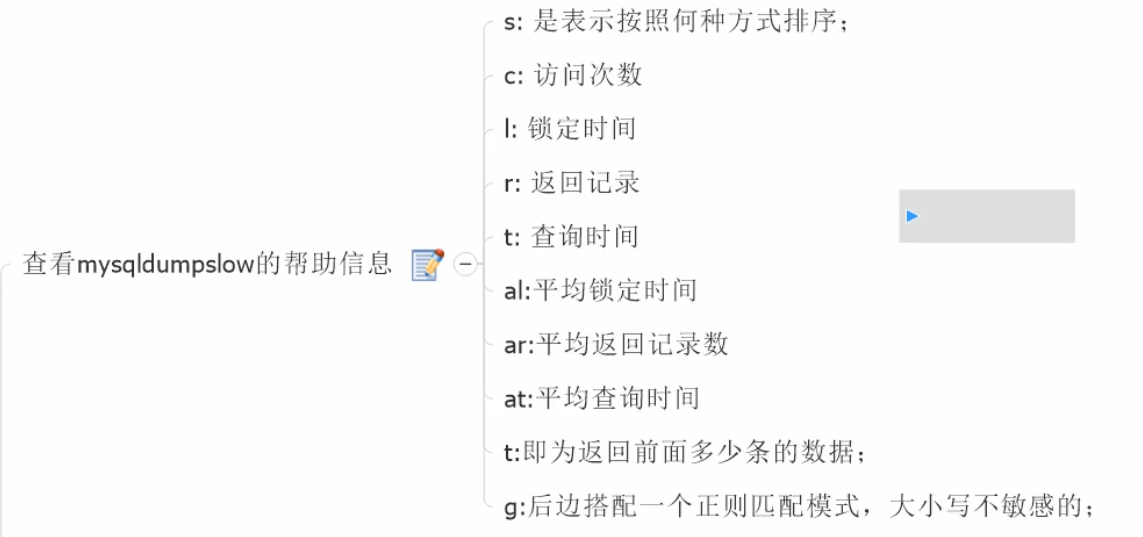 s: 是表示按照何种方式排序;
c: 访问次数
l: 锁定时间
r: 返回记录
t: 查询时间
查看mysqldumpslow的帮助信息
al:平均锁定时间
ar:平均返回记录数
at:平均查询时间
t:即为返回前面多少条的数据;
g:后边搭配一个正则匹配模式，大小写不敏感的;